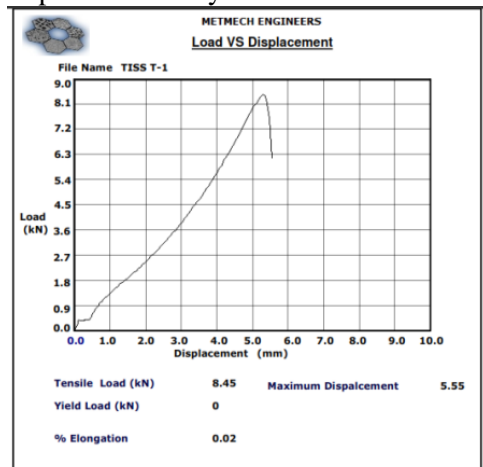 METMECH ENGINEERS
Load VS Displacement
File Name TISS T-1
9.0
8.1
7.2
6.3
5.4
4.5
Load
(kN) 3.6
2.7
1.8
0.9
0.0
0.0 1.0 2.0 3.0 4.0 5.0 6.0 7.0 8.0 9.0 10.0
Displacement (mm)
Tensile Load (kN) 8.45 Maximum Dispalcement 5.55
Yield Load (kN) 0
% Elongation 0.02